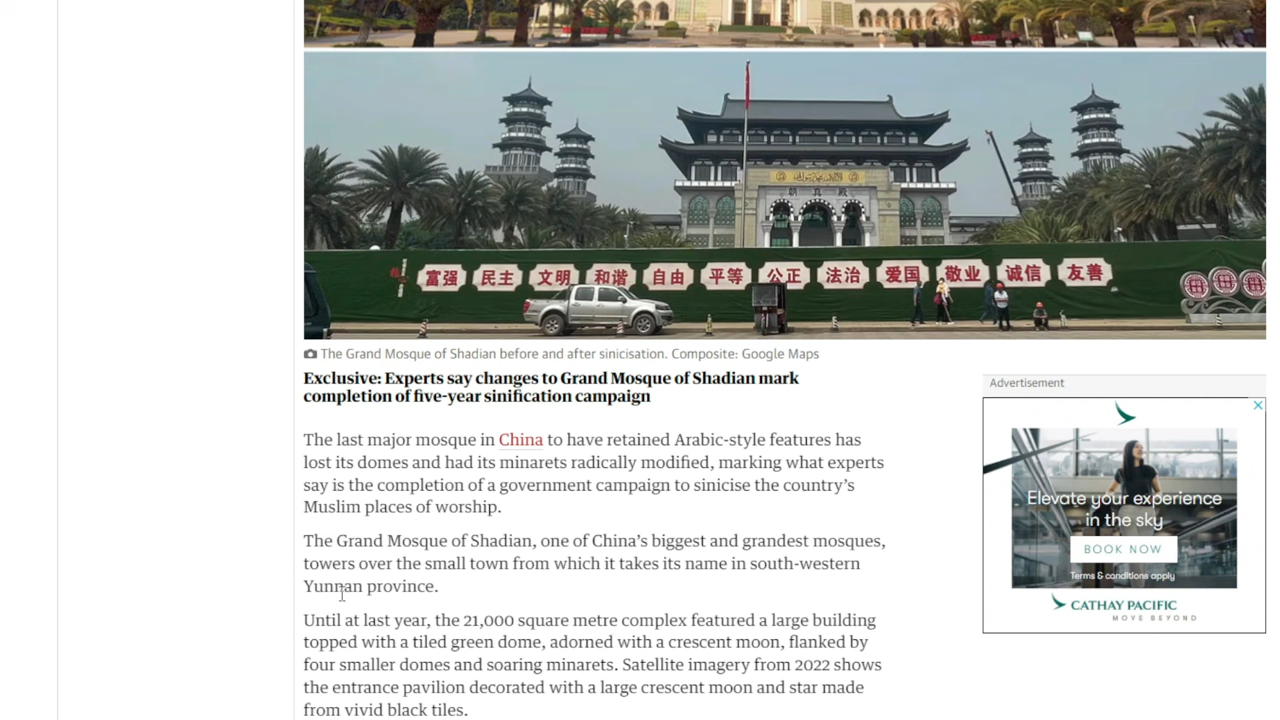 朝真殿
富强 民主 文明 和谐 自由 平等 公正 法治 爱国 敬业 诚信 友善
The Grand Mosque of Shadian before and after sinicisation. Composite: Google Maps
Exclusive: Experts say changes to Grand Mosque of Shadian mark
completion of five-year sinification campaign
The last major mosque in China to have retained Arabic-style features has
lost its domes and had its minarets radically modified, marking what experts
say is the completion of a government campaign to sinicise the country’s
Muslim places of worship.
The Grand Mosque of Shadian, one of China’s biggest and grandest mosques,
towers over the small town from which it takes its name in south-western
Yunnan province.
Until at last year, the 21,000 square metre complex featured a large building
topped with a tiled green dome, adorned with a crescent moon, flanked by
four smaller domes and soaring minarets. Satellite imagery from 2022 shows
the entrance pavilion decorated with a large crescent moon and star made
from vivid black tiles.
Advertisement
Elevate your experience
in the sky
BOOK NOW
Terms & conditions apply
CATHAY PACIFIC
MOVE BEYOND